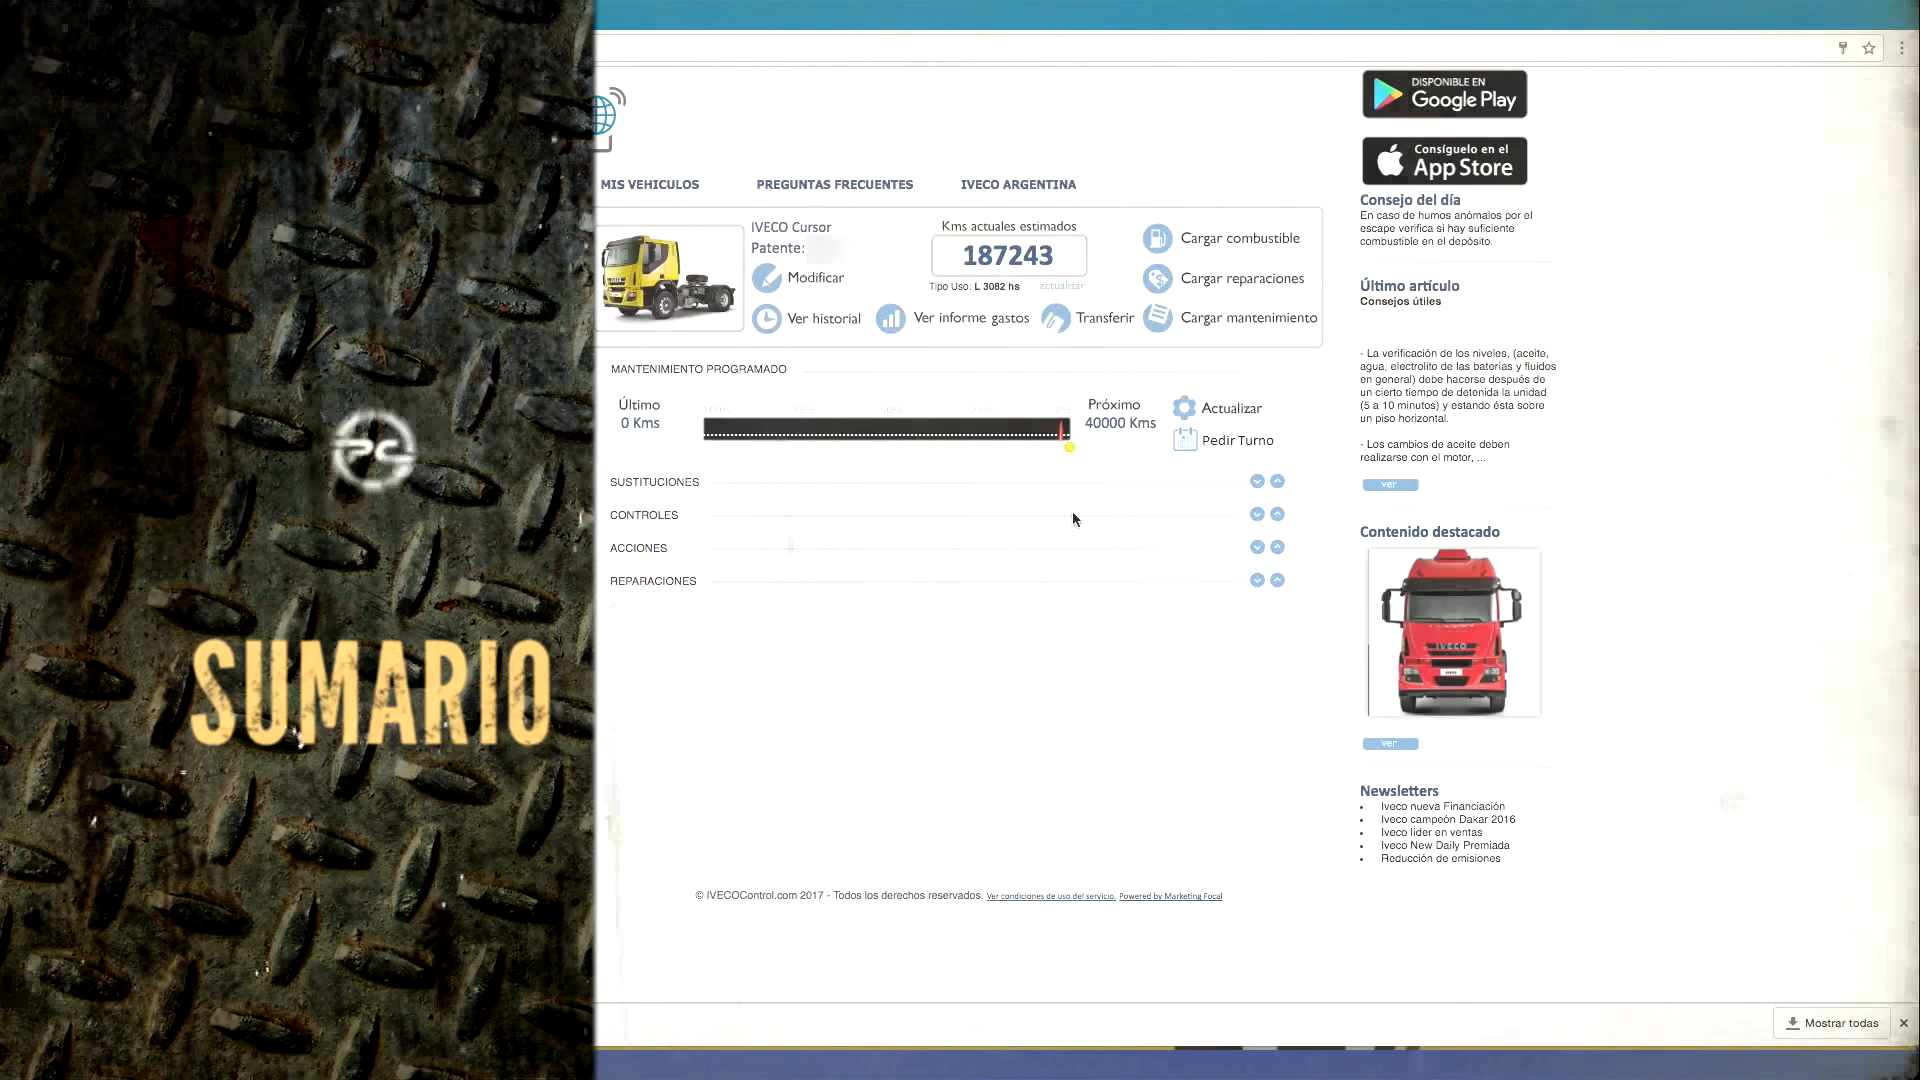 PC
SUMARIO
MIS VEHICULOS
PREGUNTAS FRECUENTES
IVECO ARGENTINA
IVECO Cursor
Patente:
Modificar
Ver historial
Ver informe gastos
Transferir
Kms actuales estimados
187243
Tipo Uso: L 3082 hs
actualizar
Cargar combustible
Cargar reparaciones
Cargar mantenimiento
MANTENIMIENTO PROGRAMADO
Último
0 Kms
100%
75%
50%
25%
Próximo
40000 Kms
Actualizar
Pedir Turno
SUSTITUCIONES
CONTROLES
ACCIONES
REPARACIONES
© IVECOControl.com 2017 - Todos los derechos reservados. Ver condiciones de uso del servicio. Powered by Marketing Focal
DISPONIBLE EN
Google Play
Consíguelo en el
App Store
Consejo del día
En caso de humos anómalos por el
escape verifica si hay suficiente
combustible en el depósito.
Último artículo
Consejos útiles
- La verificación de los niveles, (aceite,
agua, electrolito de las baterías y fluidos
en general) debe hacerse después de
un cierto tiempo de detenida la unidad
(5 a 10 minutos) y estando ésta sobre
un piso horizontal.
- Los cambios de aceite deben
realizarse con el motor, ...
ver
Contenido destacado
IVECO
ver
Newsletters
• Iveco nueva Financiación
• Iveco campeón Dakar 2016
• Iveco lider en ventas
• Iveco New Daily Premiada
• Reducción de emisiones
Mostrar todas